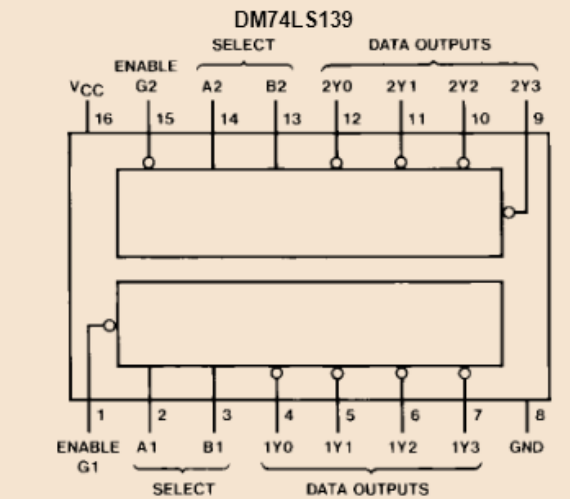 DM74LS139
SELECT DATA OUTPUTS
ENABLE
VCC G2 A2 B2 2Y0 2Y1 2Y2 2Y3
16 15 14 13 12 11 10 9
1 2 3 4 5 6 7 8
ENABLE A1 B1 1Y0 1Y1 1Y2 1Y3 GND
G1
SELECT DATA OUTPUTS